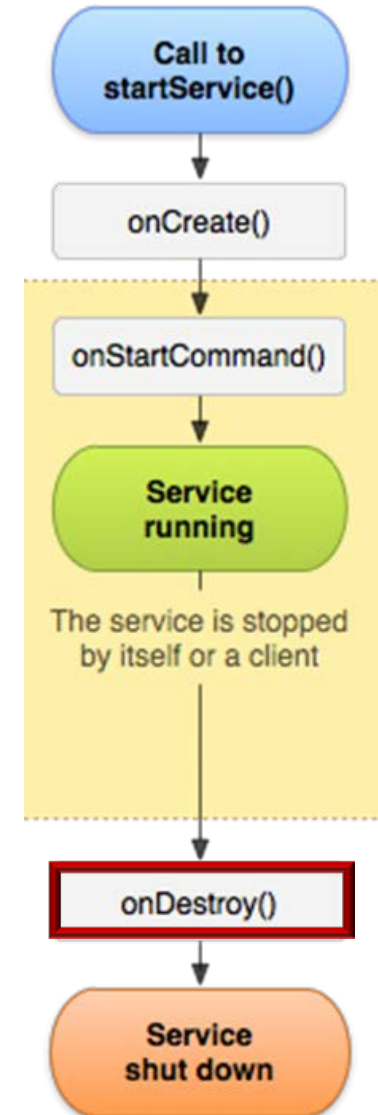 Call to
startService()
onCreate()
onStartCommand()
Service
running
The service is stopped
by itself or a client
onDestroy()
Service
shut down